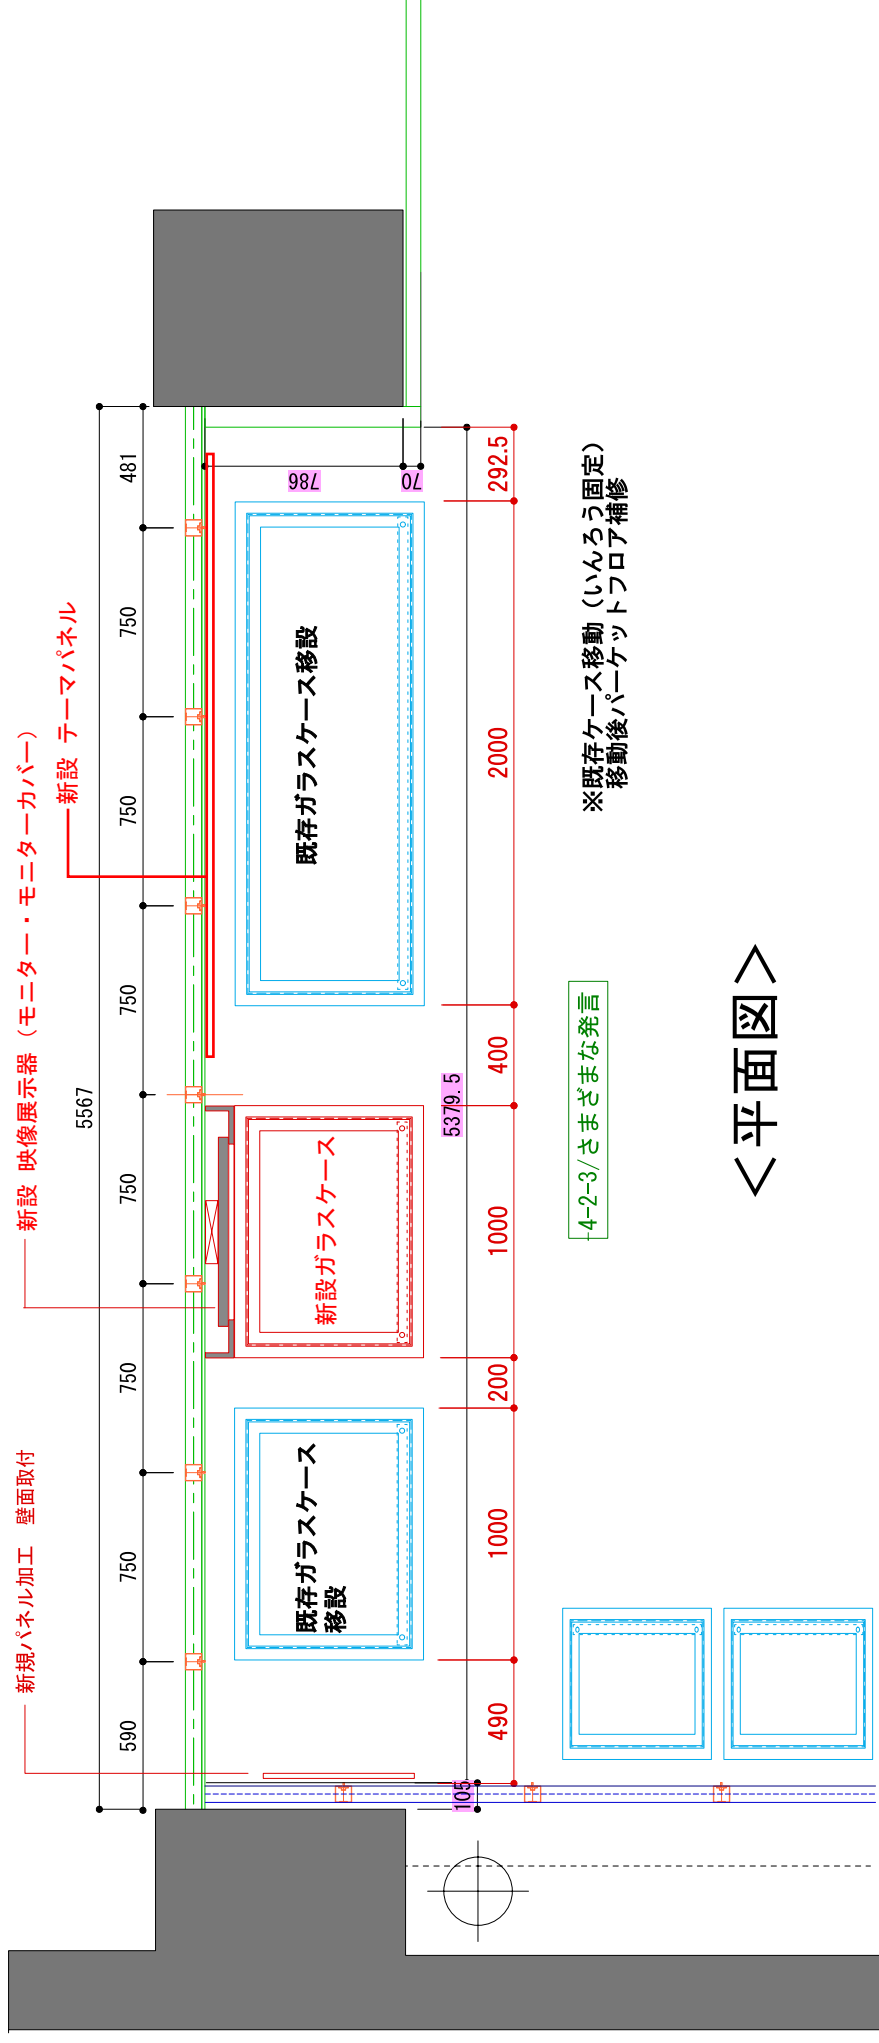 新規パネル加工　壁面取付
新設 映像展示器（モニター・モニターカバー）
新設 テーマパネル
5567
590
750
750
750
750
750
750
481
786
70
既存ガラスケース
移設
新設ガラスケース
既存ガラスケース移設
105
5379.5
490
1000
200
1000
400
2000
292.5
4-2-3/さまざまな発言
※既存ケース移動（いんろう固定）
移動後パーケットフロア補修
＜平面図＞